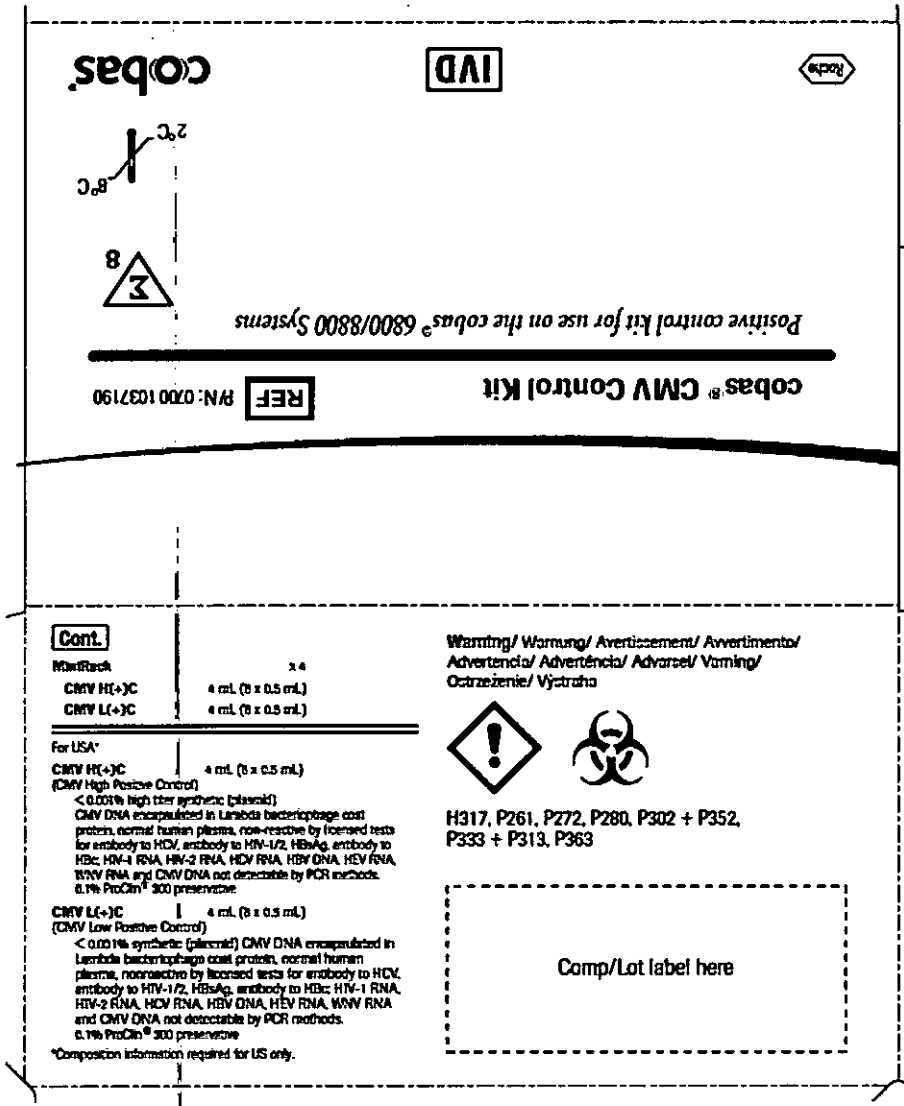 cobas® CMV Control Kit
REF P/N: 0700 1037190
Positive control kit for use on the cobas® 6800/8800 Systems
Σ 8
8°C
2°C
Roche IVD cobas®
Cont.
MiniRack x 4
CMV H(+)C 4 mL (8 x 0.5 mL)
CMV L(+)C 4 mL (8 x 0.5 mL)
For USA*
CMV H(+)C 4 mL (8 x 0.5 mL)
(CMV High Positive Control)
< 0.001% high titer synthetic (plasmid)
CMV DNA encapsulated in Lambda bacteriophage coat
protein, normal human plasma, non-reactive by licensed tests
for antibody to HCV, antibody to HIV-1/2, HBsAg, antibody to
HBc; HIV-1 RNA, HIV-2 RNA, HCV RNA, HBV DNA, HEV RNA,
WNV RNA and CMV DNA not detectable by PCR methods.
0.1% ProClin® 300 preservative
CMV L(+)C 4 mL (8 x 0.5 mL)
(CMV Low Positive Control)
< 0.001% synthetic (plasmid) CMV DNA encapsulated in
Lambda bacteriophage coat protein, normal human
plasma, nonreactive by licensed tests for antibody to HCV,
antibody to HIV-1/2, HBsAg, antibody to HBc; HIV-1 RNA,
HIV-2 RNA, HCV RNA, HBV DNA, HEV RNA, WNV RNA
and CMV DNA not detectable by PCR methods.
0.1% ProClin® 300 preservative
*Composition information required for US only.
Warning/ Warnung/ Avertissement/ Avvertimento/
Advertencia/ Advertência/ Advarsel/ Varning/
Ostrzeżenie/ Výstraha
H317, P261, P272, P280, P302 + P352,
P333 + P313, P363
Comp/Lot label here